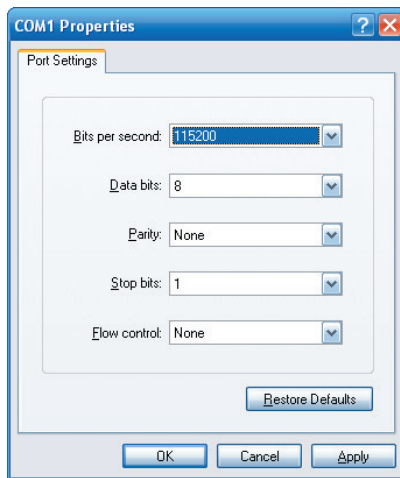 COM1 Properties
Port Settings
Bits per second: 115200
Data bits: 8
Parity: None
Stop bits: 1
Flow control: None
Restore Defaults
OK Cancel Apply